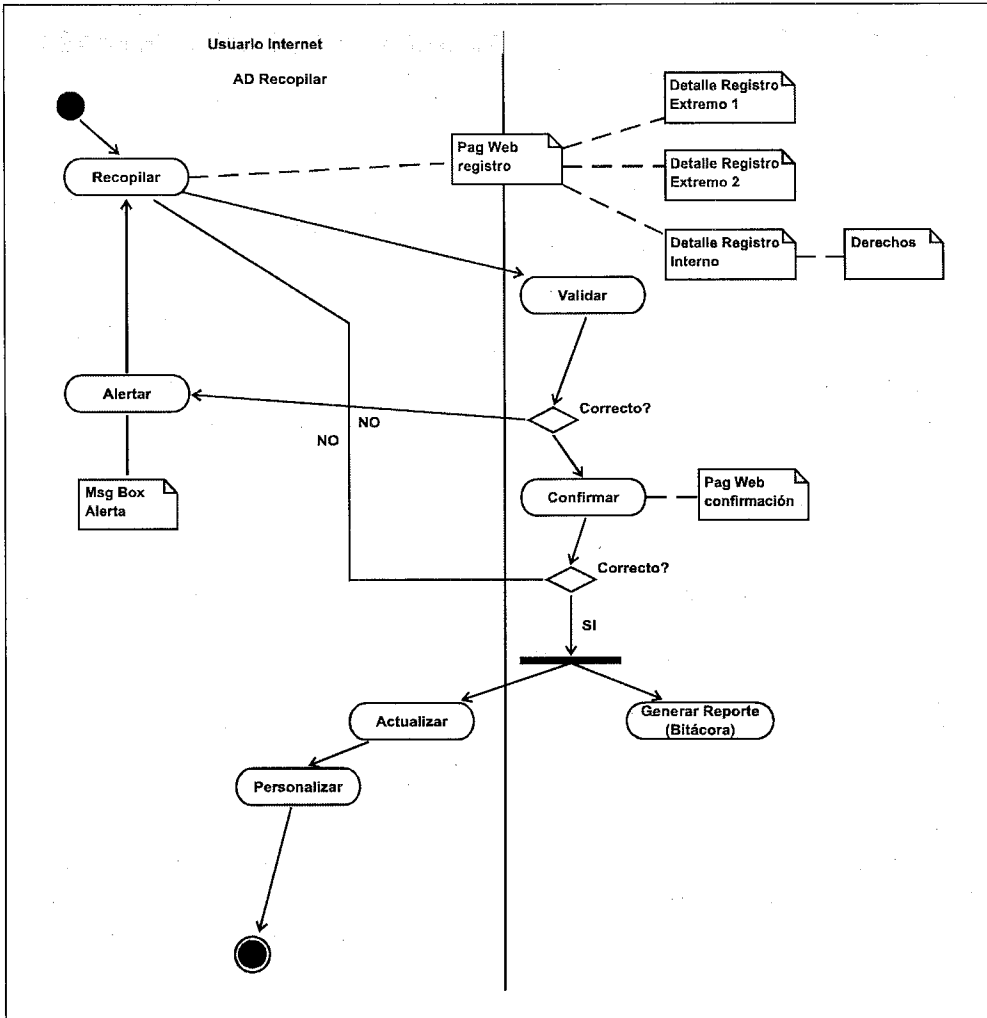 Usuario Internet
AD Recopilar
Detalle Registro
Extremo 1
Pag Web
registro
Detalle Registro
Extremo 2
Recopilar
Detalle Registro
Interno
Derechos
Validar
Alertar
Correcto?
NO
NO
Msg Box
Alerta
Confirmar
Pag Web
confirmación
Correcto?
SI
Actualizar
Generar Reporte
(Bitácora)
Personalizar